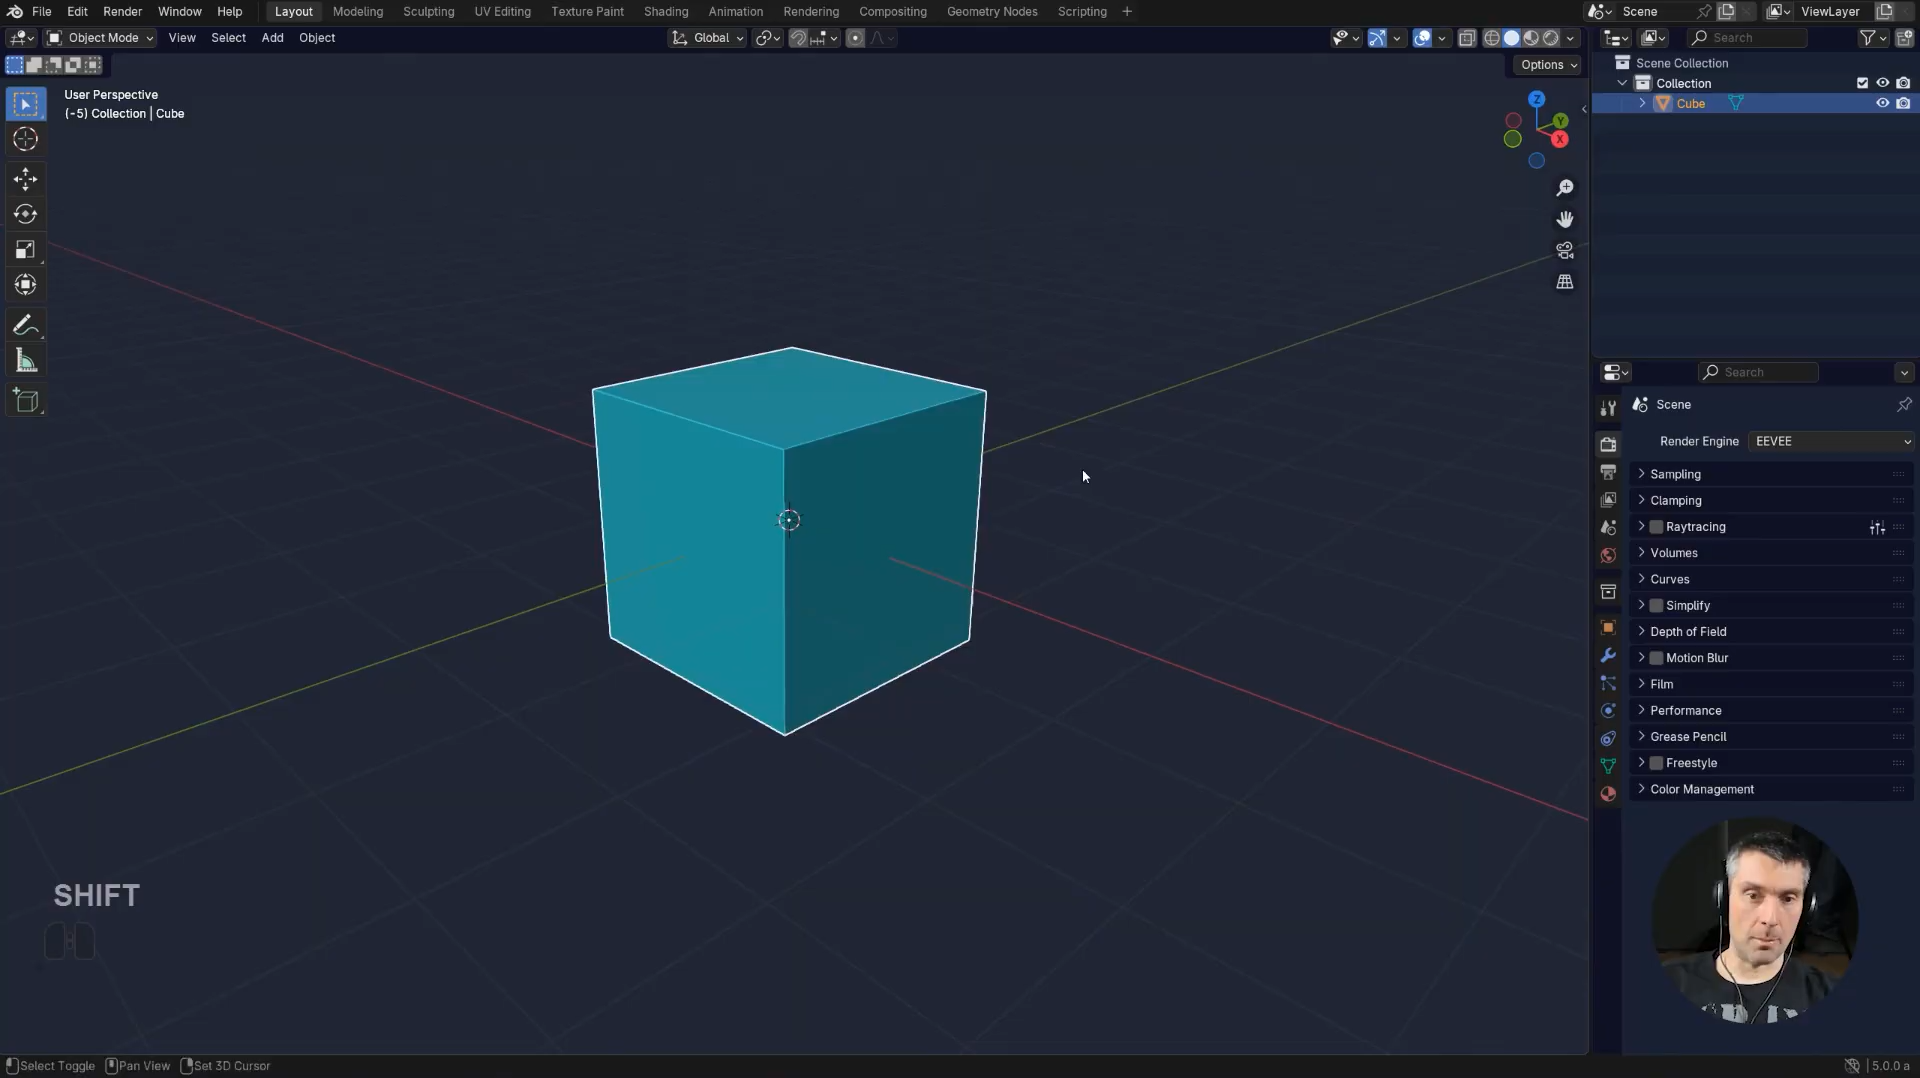 File Edit Render Window Help Layout Modeling Sculpting UV Editing Texture Paint Shading Animation Rendering Compositing Geometry Nodes Scripting + Scene ViewLayer
Object Mode View Select Add Object Global Search
Options
User Perspective
(-5) Collection | Cube
Z
Y
X
Scene Collection
Collection
Cube
Search
Scene
Render Engine EEVEE
Sampling
Clamping
Raytracing
Volumes
Curves
Simplify
Depth of Field
Motion Blur
Film
Performance
Grease Pencil
Freestyle
Color Management
SHIFT
Select Toggle Pan View Set 3D Cursor 5.0.0 a